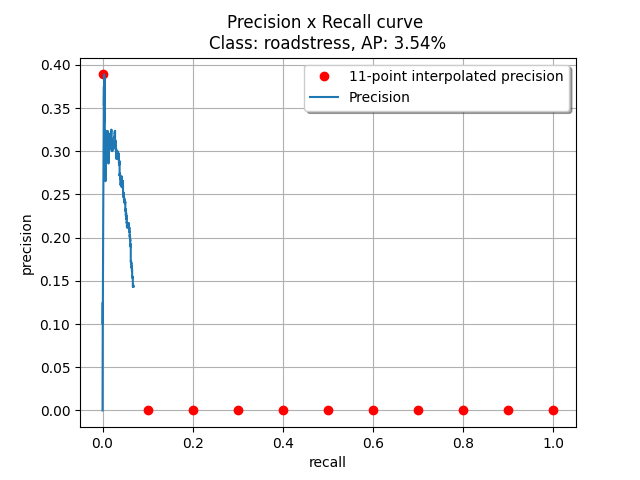 Precision x Recall curve
Class: roadstress, AP: 3.54%
11-point interpolated precision
Precision
precision
0.40
0.35
0.30
0.25
0.20
0.15
0.10
0.05
0.00
0.0 0.2 0.4 0.6 0.8 1.0
recall